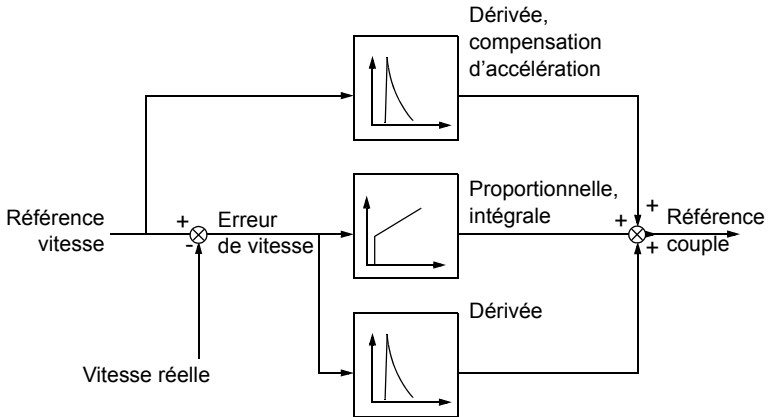 Dérivée,
compensation
d'accélération
Proportionnelle,
intégrale
+
+
Référence
vitesse
+
-
Erreur
de vitesse
+
Référence
couple
Dérivée
Vitesse réelle